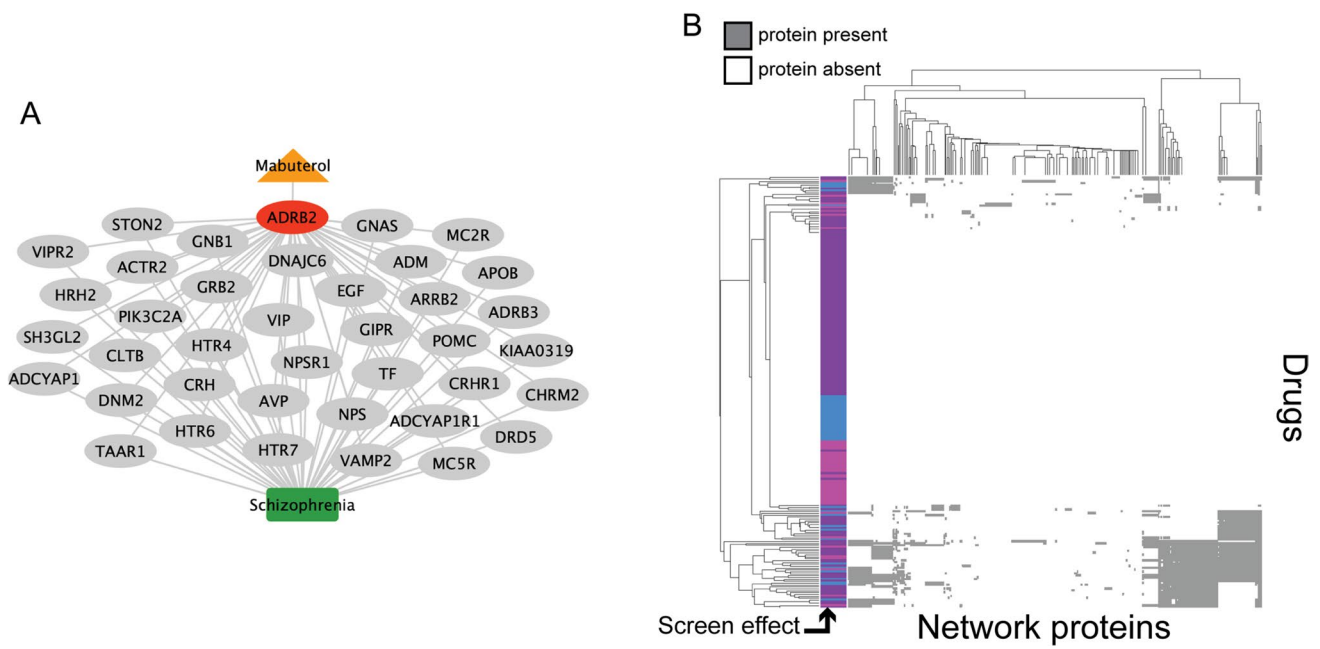 A
Mabuterol
ADRB2
STON2
GNAS
MC2R
VIPR2
GNB1
ACTR2
DNAJC6
ADM
APOB
HRH2
GRB2
EGF
ARRB2
PIK3C2A
VIP
ADRB3
SH3GL2
HTR4
GIPR
POMC
CLTB
KIAA0319
NPSR1
TF
ADCYAP1
CRH
CRHR1
CHRM2
DNM2
AVP
NPS
ADCYAP1R1
HTR6
DRD5
TAAR1
HTR7
VAMP2
MC5R
Schizophrenia
B
protein present
protein absent
Drugs
Screen effect
Network proteins